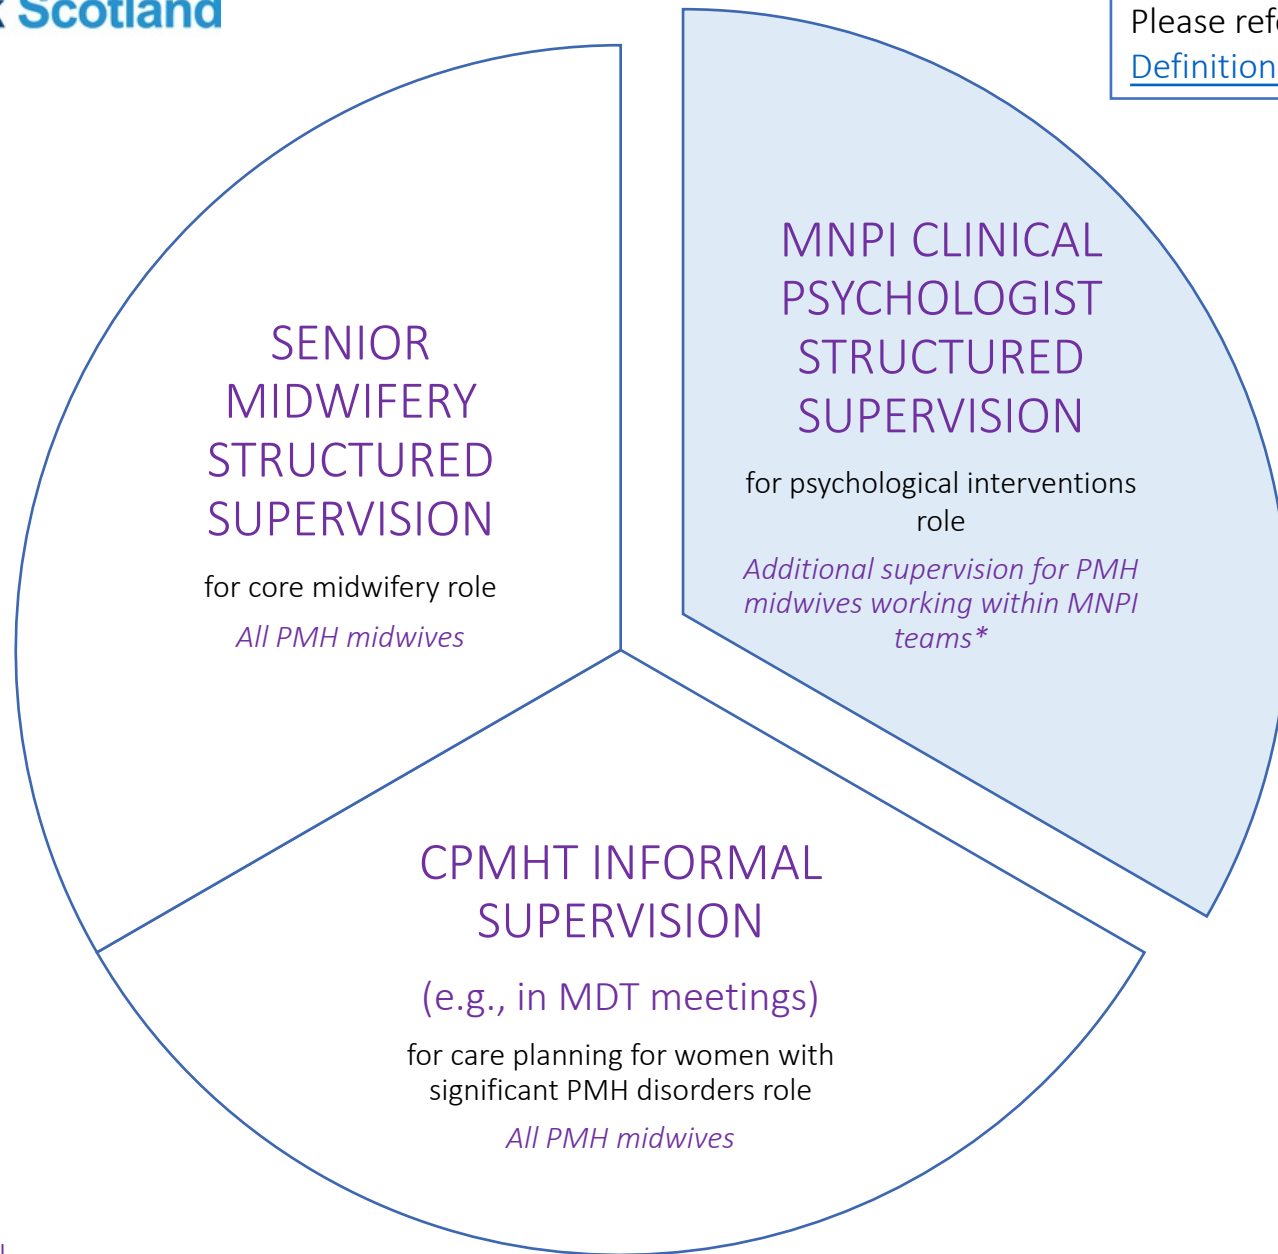 Scotland
Please refe
Definition
MNPI CLINICAL
PSYCHOLOGIST
STRUCTURED
SUPERVISION
for psychological interventions
role
Additional supervision for PMH
midwives working within MNPI
teams*
SENIOR
MIDWIFERY
STRUCTURED
SUPERVISION
for core midwifery role
All PMH midwives
CPMHT INFORMAL
SUPERVISION
(e.g., in MDT meetings)
for care planning for women with
significant PMH disorders role
All PMH midwives